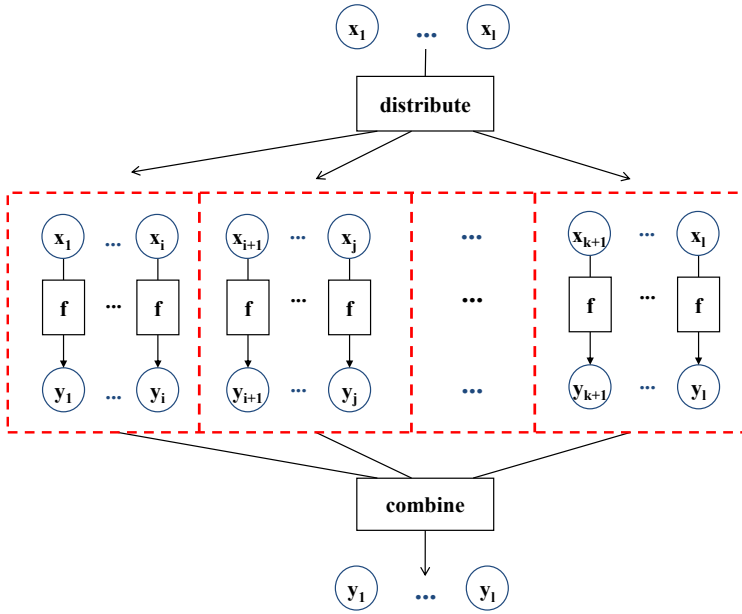 x1 ... xl
distribute
x1 ... xi xi+1 ... xj ... xk+1 ... xl
f ... f f ... f ... f ... f
y1 ... yi yi+1 ... yj ... yk+1 ... yl
combine
y1 ... yl